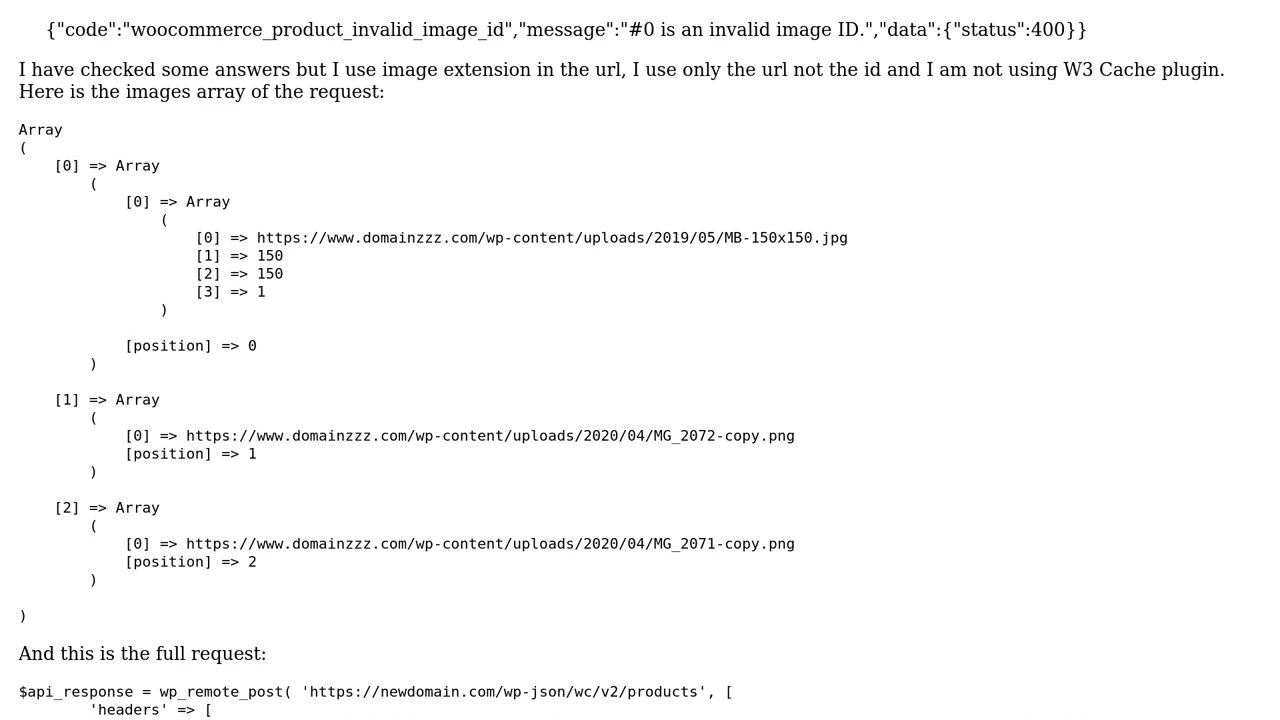 {"code":"woocommerce_product_invalid_image_id","message":"#0 is an invalid image ID.","data":{"status":400}}
I have checked some answers but I use image extension in the url, I use only the url not the id and I am not using W3 Cache plugin.
Here is the images array of the request:
Array
(
    [0] => Array
        (
            [0] => Array
                (
                    [0] => https://www.domainzzz.com/wp-content/uploads/2019/05/MB-150x150.jpg
                    [1] => 150
                    [2] => 150
                    [3] => 1
                )
            [position] => 0
        )
    [1] => Array
        (
            [0] => https://www.domainzzz.com/wp-content/uploads/2020/04/MG_2072-copy.png
            [position] => 1
        )
    [2] => Array
        (
            [0] => https://www.domainzzz.com/wp-content/uploads/2020/04/MG_2071-copy.png
            [position] => 2
        )
)
And this is the full request:
$api_response = wp_remote_post( 'https://newdomain.com/wp-json/wc/v2/products', [
        'headers' => [